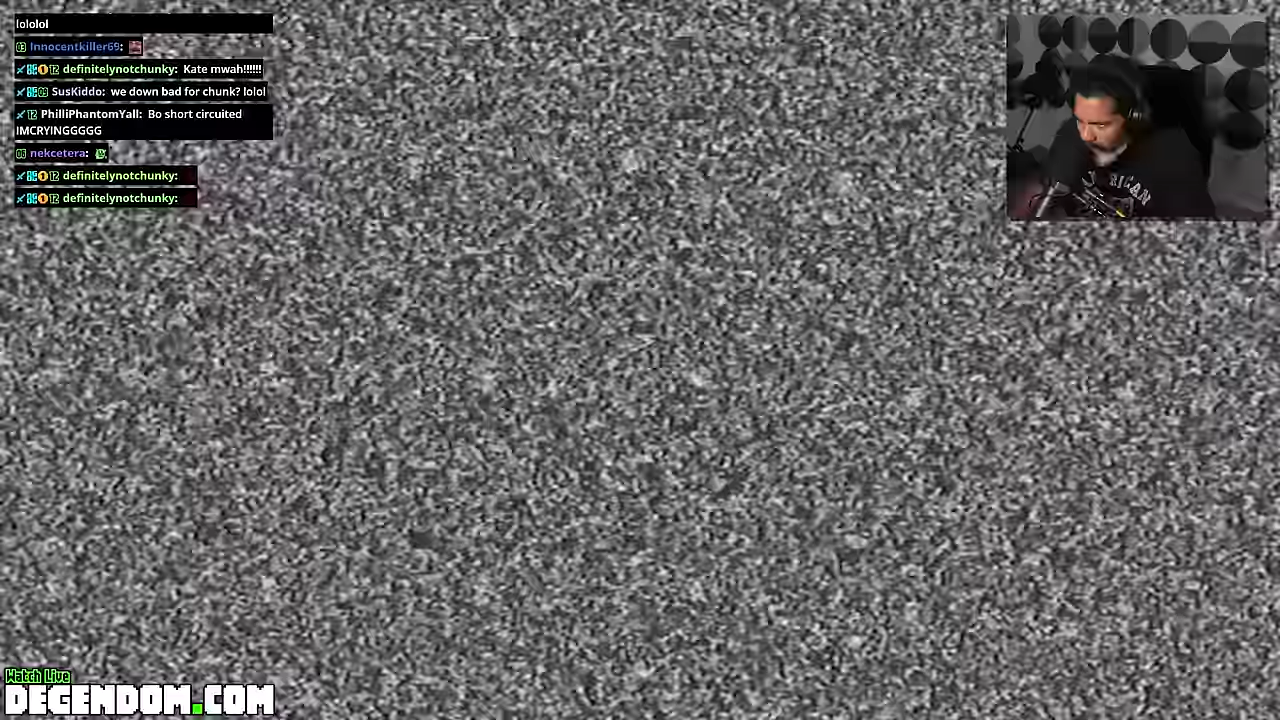 lololol
Innocentkiller69:
definitelynotchunky: Kate mwah!!!!!!
SusKiddo: we down bad for chunk? lolol
PhilliPhantomYall: Bo short circuited
IMCRYINGGGGG
nekcetera:
definitelynotchunky:
definitelynotchunky:
Watch Live
DEGENDOM.COM